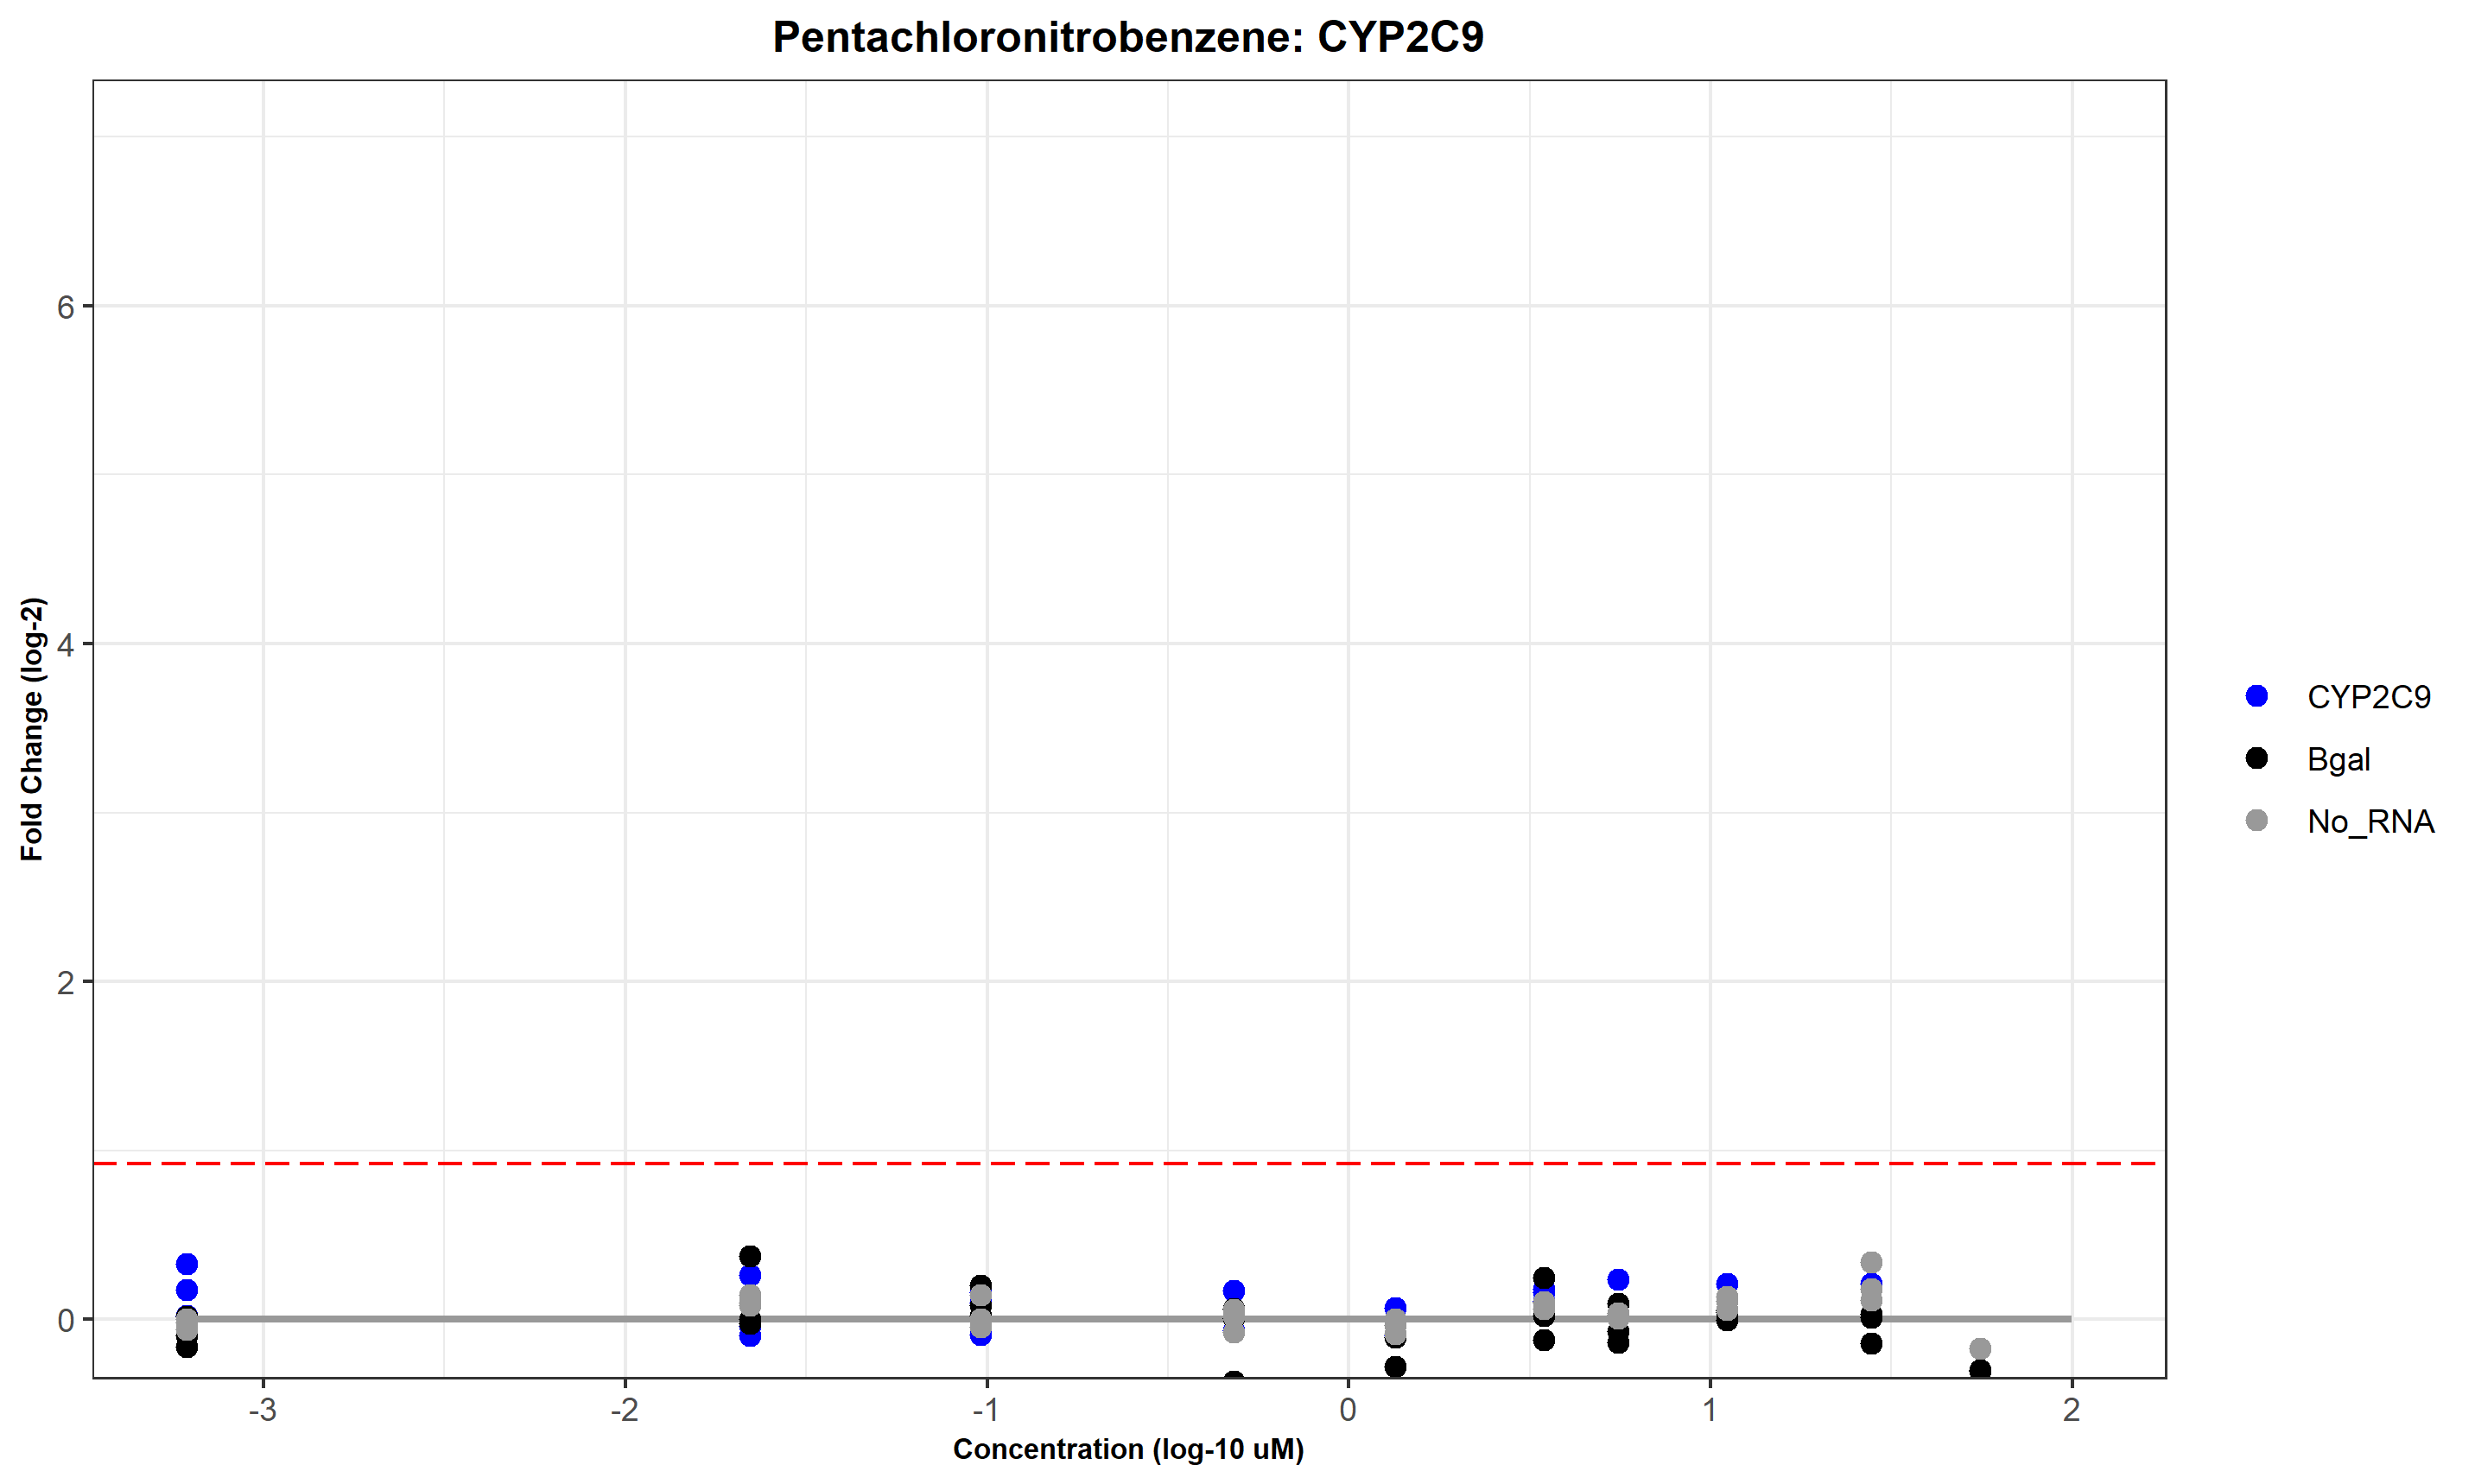 Pentachloronitrobenzene: CYP2C9
Fold Change (log-2)
6
4
2
0
-3
-2
-1
0
1
2
Concentration (log-10 uM)
CYP2C9
Bgal
No_RNA